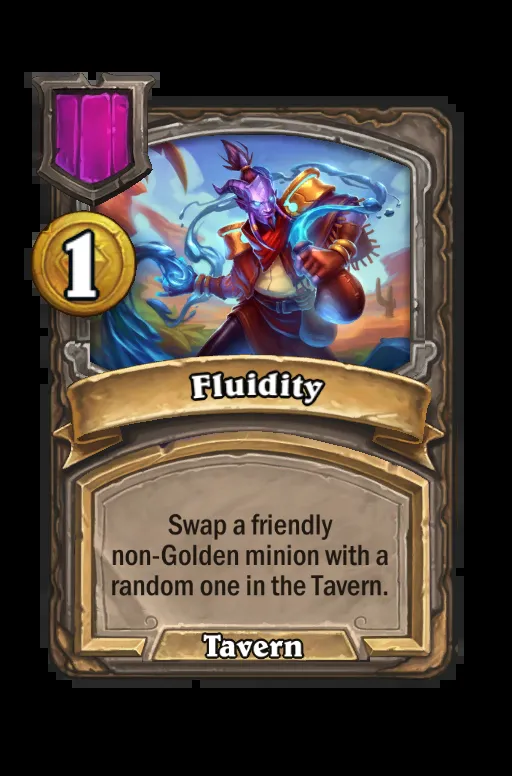 1
Fluidity
Swap a friendly
non-Golden minion with a
random one in the Tavern.
Tavern